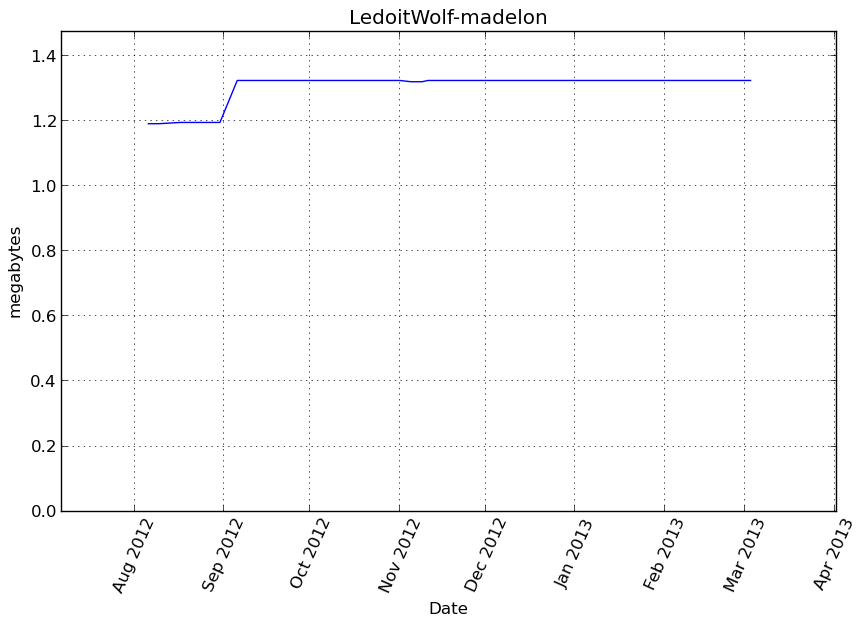 LedoitWolf-madelon
megabytes
1.4
1.2
1.0
0.8
0.6
0.4
0.2
0.0
Aug 2012
Sep 2012
Oct 2012
Nov 2012
Dec 2012
Jan 2013
Feb 2013
Mar 2013
Apr 2013
Date